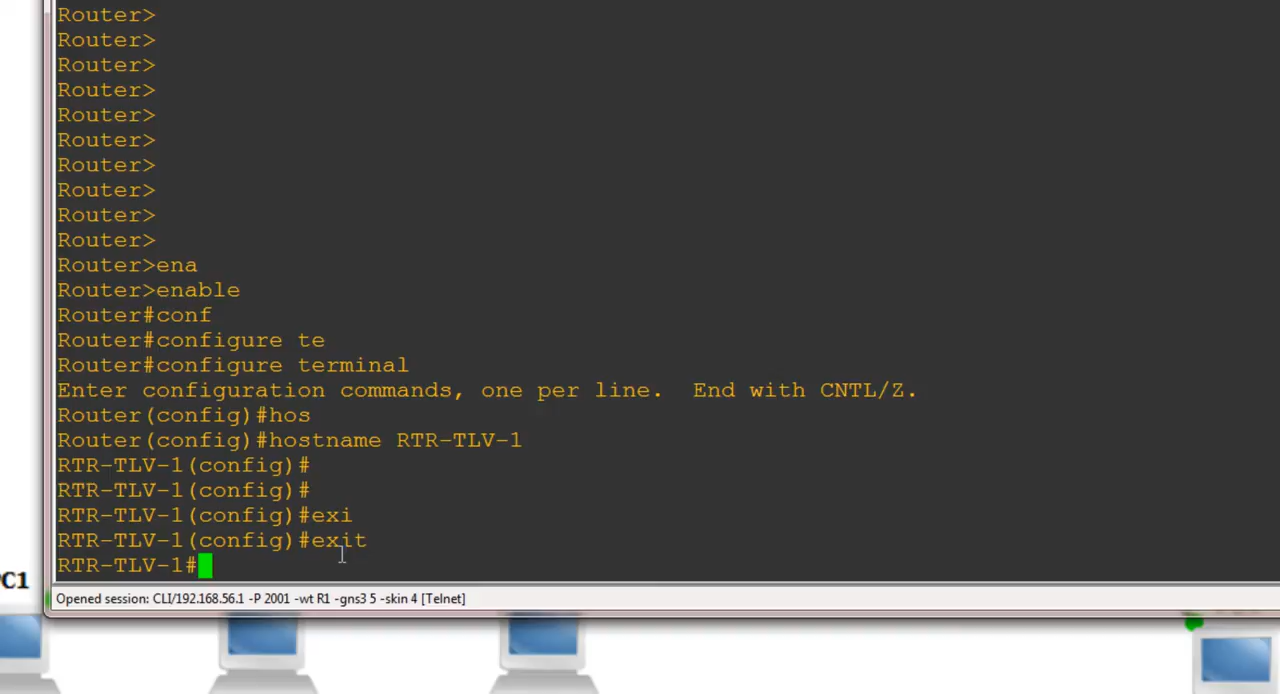 Router>
Router>
Router>
Router>
Router>
Router>
Router>
Router>
Router>
Router>
Router>ena
Router>enable
Router#conf
Router#configure te
Router#configure terminal
Enter configuration commands, one per line.  End with CNTL/Z.
Router(config)#hos
Router(config)#hostname RTR-TLV-1
RTR-TLV-1(config)#
RTR-TLV-1(config)#
RTR-TLV-1(config)#exi
RTR-TLV-1(config)#exit
RTR-TLV-1#
PC1
Opened session: CLI/192.168.56.1 -P 2001 -wt R1 -gns3 5 -skin 4 [Telnet]